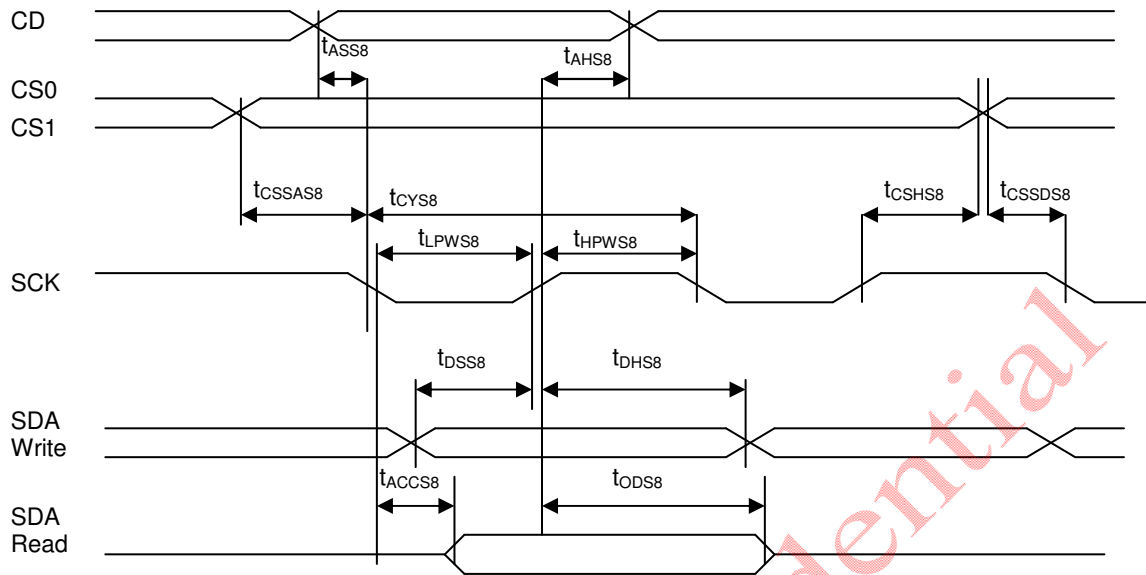 CD
tASS8
tAHS8
CS0
CS1
tCSSAS8
tCYS8
tCSHS8
tCSSDS8
tLPWS8
tHPWS8
SCK
tDSS8
tDHS8
SDA
Write
tACCS8
tODS8
SDA
Read
dential